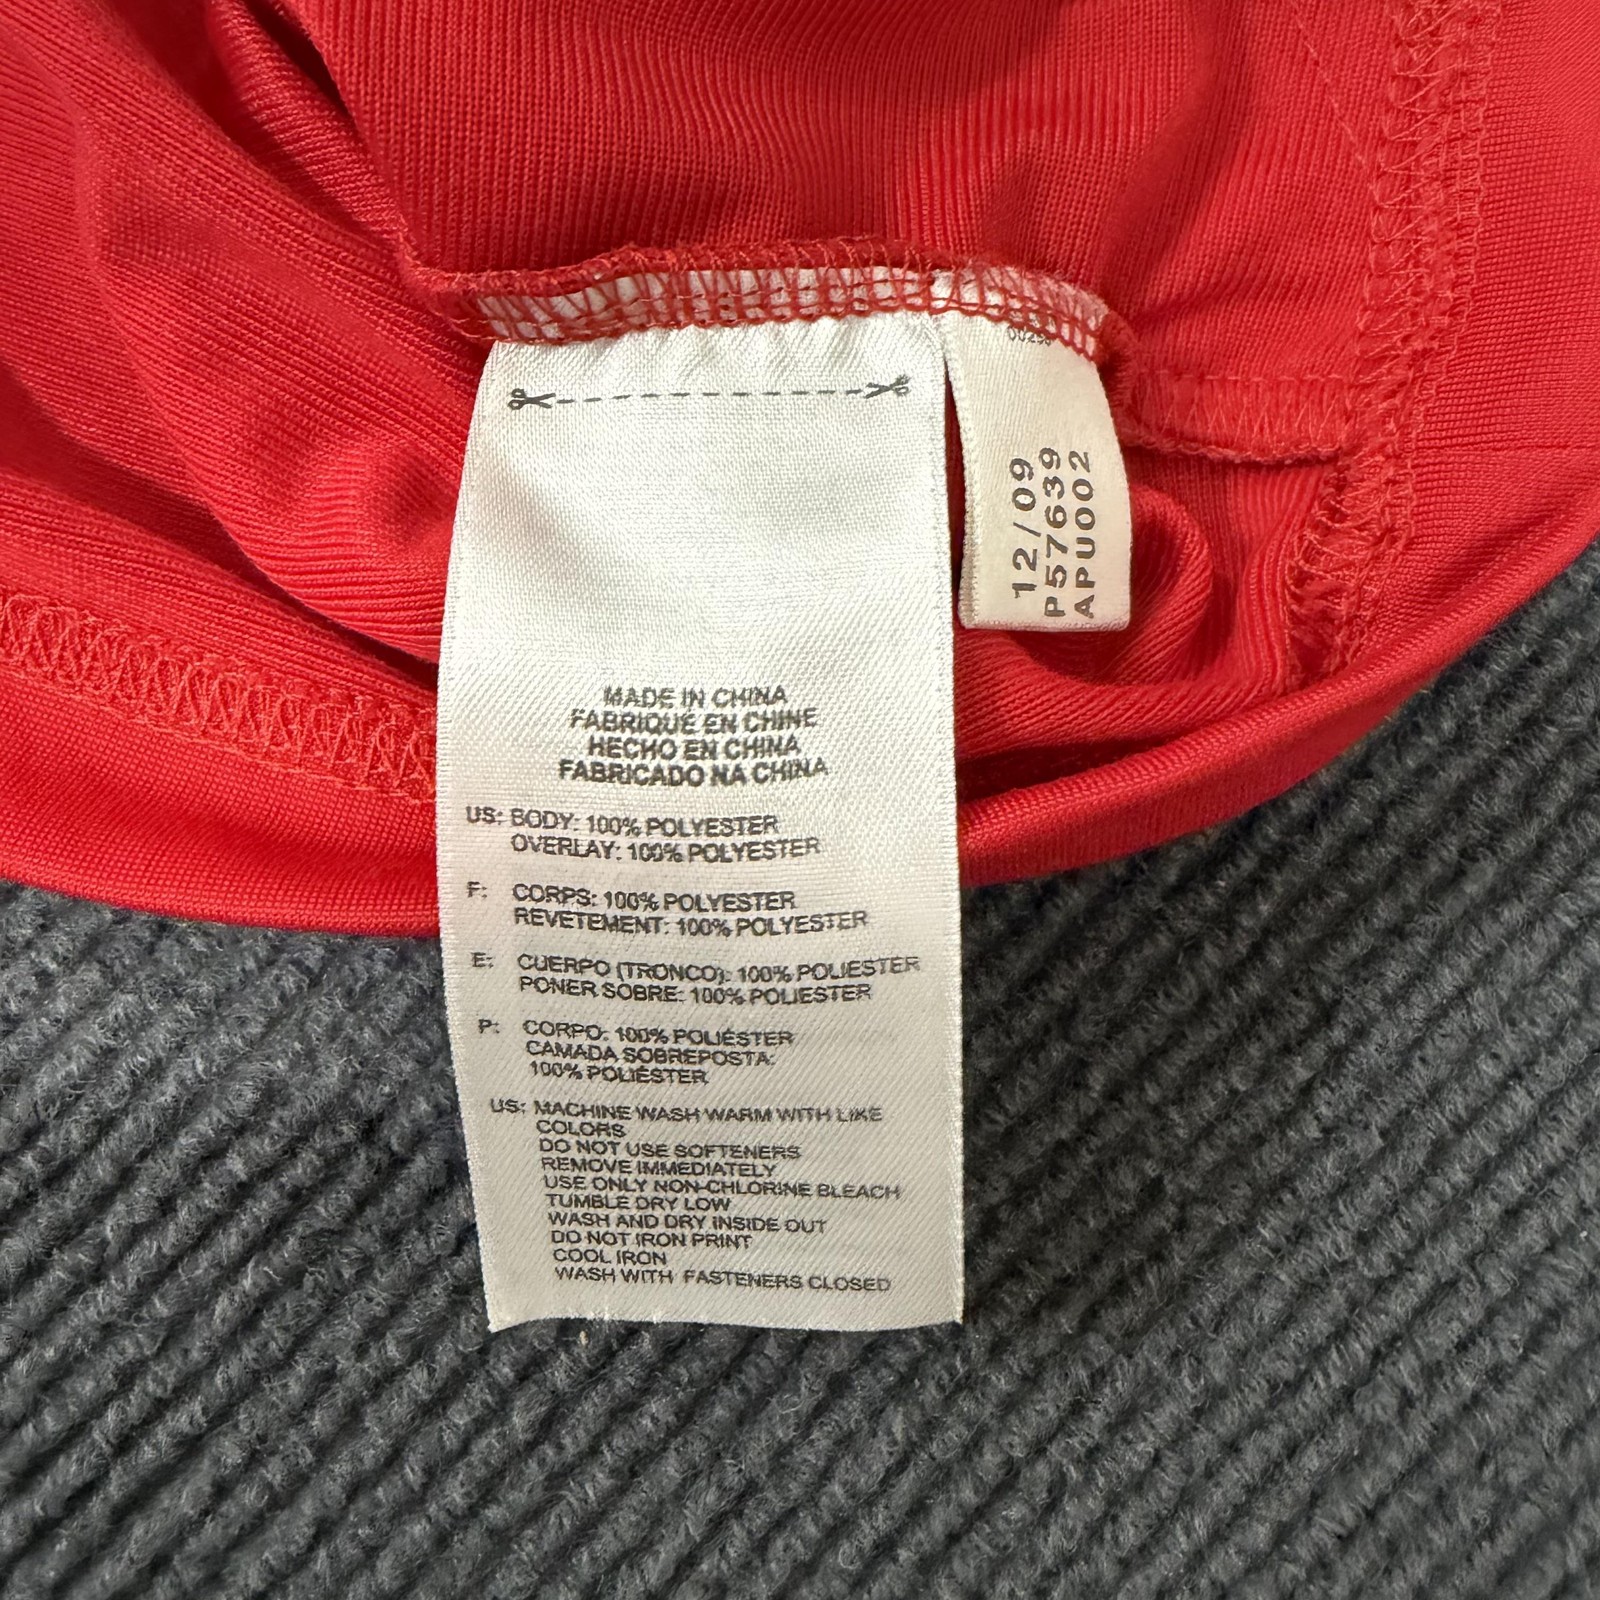 MADE IN CHINA
FABRIQUE EN CHINE
HECHO EN CHINA
FABRICADO NA CHINA
US: BODY: 100% POLYESTER
OVERLAY: 100% POLYESTER
F: CORPS: 100% POLYESTER
REVETEMENT: 100% POLYESTER
E: CUERPO (TRONCO): 100% POLIESTER
PONER SOBRE: 100% POLIESTER
P: CORPO: 100% POLIÉSTER
CAMADA SOBREPOSTA:
100% POLIÉSTER
US: MACHINE WASH WARM WITH LIKE
COLORS
DO NOT USE SOFTENERS
REMOVE IMMEDIATELY
USE ONLY NON-CHLORINE BLEACH
TUMBLE DRY LOW
WASH AND DRY INSIDE OUT
DO NOT IRON PRINT
COOL IRON
WASH WITH FASTENERS CLOSED
12/09
P57639
APU002